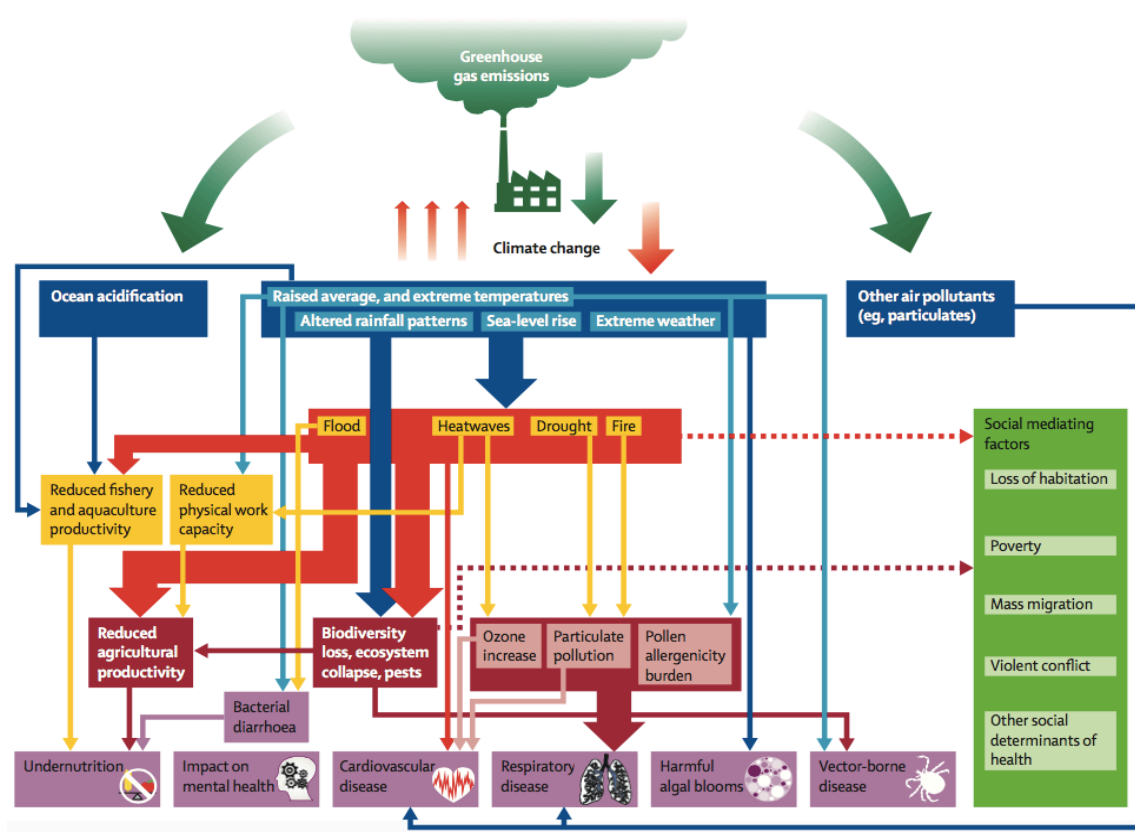 Greenhouse
gas emissions
Climate change
Ocean acidification
Raised average, and extreme temperatures
Altered rainfall patterns
Sea-level rise
Extreme weather
Other air pollutants
(eg, particulates)
Flood
Heatwaves
Drought
Fire
Social mediating
factors
Loss of habitation
Poverty
Mass migration
Violent conflict
Other social
determinants of
health
Reduced fishery
and aquaculture
productivity
Reduced
physical work
capacity
Reduced
agricultural
productivity
Biodiversity
loss, ecosystem
collapse, pests
Ozone
increase
Particulate
pollution
Pollen
allergenicity
burden
Bacterial
diarrhoea
Undernutrition
Impact on
mental health
Cardiovascular
disease
Respiratory
disease
Harmful
algal blooms
Vector-borne
disease